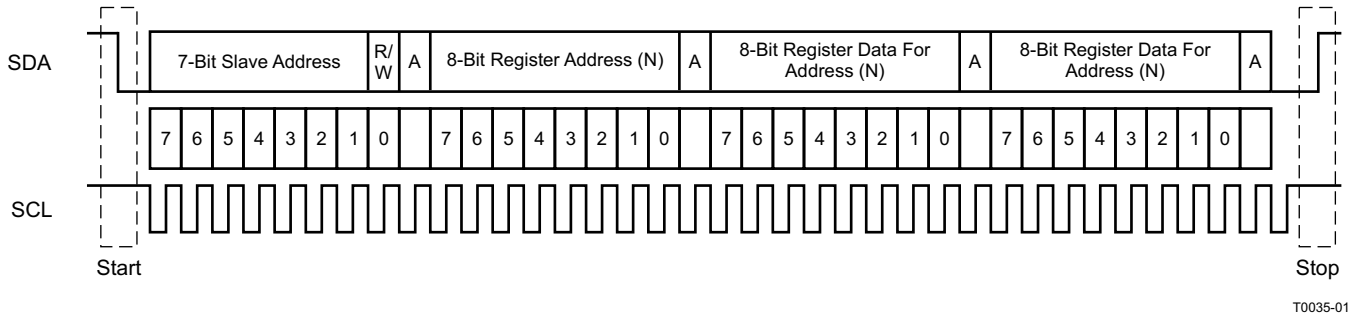 SDA
7-Bit Slave Address
R/
W
A
8-Bit Register Address (N)
A
8-Bit Register Data For
Address (N)
A
8-Bit Register Data For
Address (N)
A
7 6 5 4 3 2 1 0 7 6 5 4 3 2 1 0 7 6 5 4 3 2 1 0 7 6 5 4 3 2 1 0
SCL
Start
Stop
T0035-01